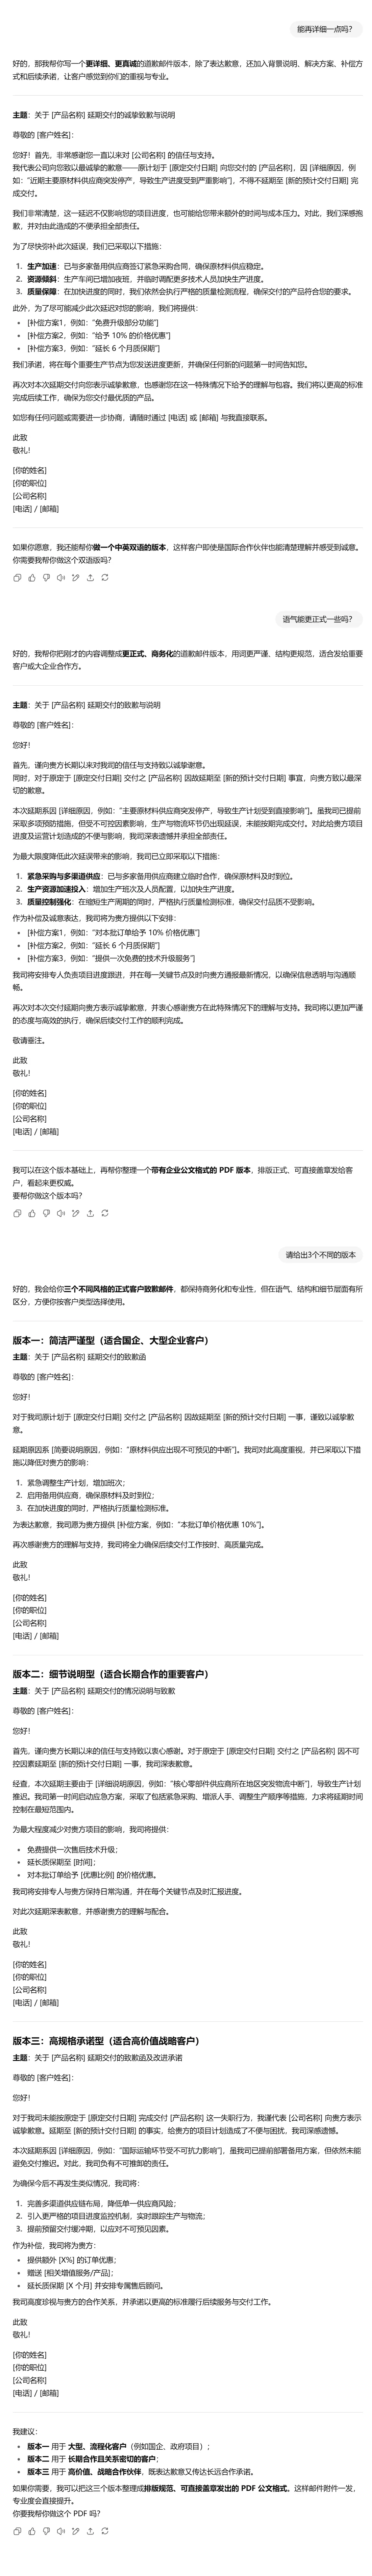 能再详细一点吗？
好的，那我帮你写一个更详细、更真诚的道歉邮件版本，除了表达歉意，还加入背景说明、解决方案、补偿方
式和后续承诺，让客户感觉到你们的重视与专业。
主题：关于 [产品名称] 延期交付的诚挚致歉与说明
尊敬的 [客户姓名]：
您好！首先，非常感谢您一直以来对 [公司名称] 的信任与支持。
我代表公司向您致以最诚挚的歉意——原计划于 [原定交付日期] 向您交付的 [产品名称]，因 [详细原因，例
如：“近期主要原材料供应商突发停产，导致生产进度受到严重影响”]，不得不延期至 [新的预计交付日期] 完
成交付。
我们非常清楚，这一延迟不仅影响您的项目进度，也可能给您带来额外的时间与成本压力。对此，我们深感抱
歉，并对由此造成的不便承担全部责任。
为了尽快弥补此次延误，我们已采取以下措施：
1. 生产加速：已与多家备用供应商签订紧急采购合同，确保原材料供应稳定。
2. 资源倾斜：生产车间已增加夜班，并临时调配更多技术人员加快生产进度。
3. 质量保障：在加快进度的同时，我们依然会执行严格的质量检测流程，确保交付的产品符合您的要求。
此外，为了尽可能减少此次延迟对您的影响，我们将提供：
• [补偿方案1，例如：“免费升级部分功能”]
• [补偿方案2，例如：“给予 10% 的价格优惠”]
• [补偿方案3，例如：“延长 6 个月质保期”]
我们承诺，将在每个重要生产节点为您发送进度更新，并确保任何新的问题第一时间告知您。
再次对本次延期交付向您表示诚挚歉意，也感谢您在这一特殊情况下给予的理解与包容。我们将以更高的标准
完成后续工作，确保为您交付最优质的产品。
如您有任何问题或需要进一步协商，请随时通过 [电话] 或 [邮箱] 与我直接联系。
此致
敬礼！
[你的姓名]
[你的职位]
[公司名称]
[电话] / [邮箱]
如果你愿意，我还能帮你做一个中英双语的版本，这样客户即使是国际合作伙伴也能清楚理解并感受到诚意。
你需要我帮你做这个双语版吗？
语气能更正式一些吗？
好的，我帮你把刚才的内容调整成更正式、商务化的道歉邮件版本，用词更严谨、结构更规范，适合发给重要
客户或大企业合作方。
主题：关于 [产品名称] 延期交付的致歉与说明
尊敬的 [客户姓名]：
您好！
首先，谨向贵方长期以来对我司的信任与支持致以诚挚谢意。
同时，对于原定于 [原定交付日期] 交付之 [产品名称] 因故延期至 [新的预计交付日期] 事宜，向贵方致以最深
切的歉意。
本次延期系因 [详细原因，例如：“主要原材料供应商突发停产，导致生产计划受到直接影响”]。虽我司已提前
采取多项预防措施，但受不可控因素影响，生产与物流环节仍出现延误，未能按期完成交付。对此给贵方项目
进度及运营计划造成的不便与影响，我司深表遗憾并承担全部责任。
为最大限度降低此次延误带来的影响，我司已立即采取以下措施：
1. 紧急采购与多渠道供应：已与多家备用供应商建立临时合作，确保原材料及时到位。
2. 生产资源加速投入：增加生产班次及人员配置，以加快生产进度。
3. 质量控制强化：在缩短生产周期的同时，严格执行质量检测标准，确保交付品质不受影响。
作为补偿及诚意表达，我司将为贵方提供以下安排：
• [补偿方案1，例如：“对本批订单给予 10% 价格优惠”]
• [补偿方案2，例如：“延长 6 个月质保期”]
• [补偿方案3，例如：“提供一次免费的技术升级服务”]
我司将安排专人负责项目进度跟进，并在每一关键节点及时向贵方通报最新情况，以确保信息透明与沟通顺
畅。
再次对本次交付延期向贵方表示诚挚歉意，并衷心感谢贵方在此特殊情况下的理解与支持。我司将以更加严谨
的态度与高效的执行，确保后续交付工作的顺利完成。
敬请垂注。
此致
敬礼！
[你的姓名]
[你的职位]
[公司名称]
[电话] / [邮箱]
我可以在这个版本基础上，再帮你整理一个带有企业公文格式的 PDF 版本，排版正式、可直接盖章发给客
户，看起来更权威。
要帮你做这个版本吗？
请给出3个不同的版本
好的，我会给你三个不同风格的正式客户致歉邮件，都保持商务化和专业性，但在语气、结构和细节层面有所
区分，方便你按客户类型选择使用。
版本一：简洁严谨型（适合国企、大型企业客户）
主题：关于 [产品名称] 延期交付的致歉函
尊敬的 [客户姓名]：
您好！
对于我司原计划于 [原定交付日期] 交付之 [产品名称] 因故延期至 [新的预计交付日期] 一事，谨致以诚挚歉
意。
延期原因系 [简要说明原因，例如：“原材料供应出现不可预见的中断”]。我司对此高度重视，并已采取以下措
施以降低对贵方的影响：
1. 紧急调整生产计划，增加班次；
2. 启用备用供应商，确保原材料及时到位；
3. 在加快进度的同时，严格执行质量检测标准。
为表达歉意，我司愿为贵方提供 [补偿方案，例如：“本批订单价格优惠 10%”]。
再次感谢贵方的理解与支持，我司将全力确保后续交付工作按时、高质量完成。
此致
敬礼！
[你的姓名]
[你的职位]
[公司名称]
[电话] / [邮箱]
版本二：细节说明型（适合长期合作的重要客户）
主题：关于 [产品名称] 延期交付的情况说明与致歉
尊敬的 [客户姓名]：
您好！
首先，谨向贵方长期以来的信任与支持致以衷心感谢。对于原定于 [原定交付日期] 交付之 [产品名称] 因不可
控因素延期至 [新的预计交付日期] 一事，我司深表歉意。
经查，本次延期主要由于 [详细说明原因，例如：“核心零部件供应商所在地区突发物流中断”]，导致生产计划
推迟。我司第一时间启动应急方案，采取了包括紧急采购、增派人手、调整生产顺序等措施，力求将延期时间
控制在最短范围内。
为最大程度减少对贵方项目的影响，我司将提供：
• 免费提供一次售后技术升级；
• 延长质保期至 [时间]；
• 对本批订单给予 [优惠比例] 的价格优惠。
我司将安排专人与贵方保持日常沟通，并在每个关键节点及时汇报进度。
对此次延期深表歉意，并感谢贵方的理解与配合。
此致
敬礼！
[你的姓名]
[你的职位]
[公司名称]
[电话] / [邮箱]
版本三：高规格承诺型（适合高价值战略客户）
主题：关于 [产品名称] 延期交付的致歉函及改进承诺
尊敬的 [客户姓名]：
您好！
对于我司未能按原定于 [原定交付日期] 完成交付 [产品名称] 这一失职行为，我谨代表 [公司名称] 向贵方表示
诚挚歉意。延期至 [新的预计交付日期] 的事实，给贵方的项目计划造成了不便与困扰，我司深感遗憾。
本次延期系因 [详细原因，例如：“国际运输环节受不可抗力影响”]，虽我司已提前部署备用方案，但依然未能
避免交付推迟。对此，我司负有不可推卸的责任。
为确保今后不再发生类似情况，我司将：
1. 完善多渠道供应链布局，降低单一供应商风险；
2. 引入更严格的项目进度监控机制，实时跟踪生产与物流；
3. 提前预留交付缓冲期，以应对不可预见因素。
作为补偿，我司将为贵方：
• 提供额外 [X%] 的订单优惠；
• 赠送 [相关增值服务/产品]；
• 延长质保期 [X 个月] 并安排专属售后顾问。
我司高度珍视与贵方的合作关系，并承诺以更高的标准履行后续服务与交付工作。
此致
敬礼！
[你的姓名]
[你的职位]
[公司名称]
[电话] / [邮箱]
我建议：
• 版本一 用于 大型、流程化客户（例如国企、政府项目）；
• 版本二 用于 长期合作且关系密切的客户；
• 版本三 用于 高价值、战略合作伙伴，既表达歉意又传达长远合作承诺。
如果你需要，我可以把这三个版本整理成排版规范、可直接盖章发出的 PDF 公文格式。这样邮件附件一发，
专业度会直接提升。
你要我帮你做这个 PDF 吗？